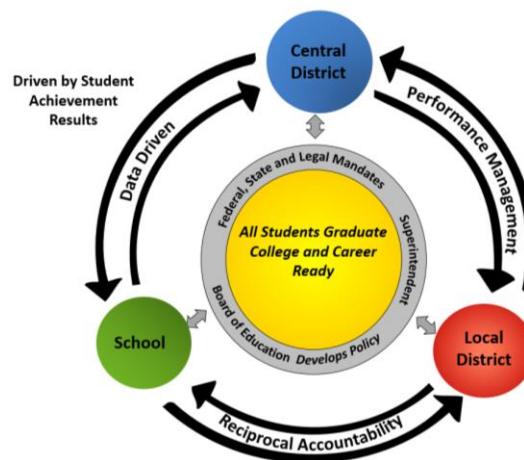 Central
District
Driven by Student
Achievement
Results
Data Driven
Performance Management
Federal, State and Legal Mandates
Superintendent
All Students Graduate
College and Career
Ready
Board of Education Develops Policy
School
Local
District
Reciprocal Accountability